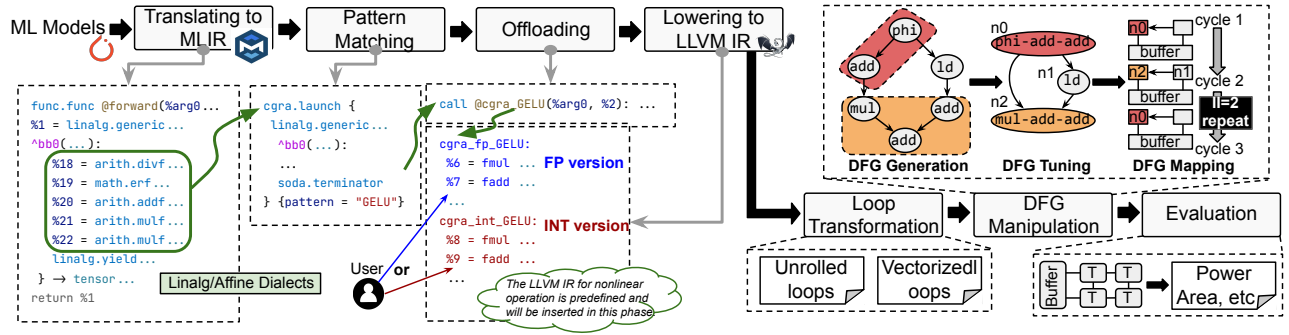 ML Models
Translating to
MLIR
Pattern
Matching
Offloading
Lowering to
LLVM IR
func.func @forward(%arg0...
%1 = linalg.generic...
^bb0(...):
%18 = arith.divf...
%19 = math.erf...
%20 = arith.addf...
%21 = arith.mulf...
%22 = arith.mulf...
linalg.yield...
} → tensor...
return %1
Linalg/Affine Dialects
cgra.launch {
linalg.generic...
^bb0(...):
...
soda.terminator
} {pattern = "GELU"}
call @cgra_GELU(%arg0, %2): ...
cgra_fp_GELU:
%6 = fmul ...
%7 = fadd ...
...
FP version
cgra_int_GELU:
%8 = fmul ...
%9 = fadd ...
...
INT version
User or
The LLVM IR for nonlinear
operation is predefined and
will be inserted in this phase
phi
add
ld
mul
add
add
DFG Generation
n0
phi-add-add
n1
ld
n2
mul-add-add
DFG Tuning
n0
cycle 1
buffer
n2
n1
cycle 2
buffer
II=2
repeat
n0
buffer
cycle 3
DFG Mapping
Loop
Transformation
DFG
Manipulation
Evaluation
Unrolled
loops
Vectorizedl
oops
Buffer
T
T
T
T
Power
Area, etc